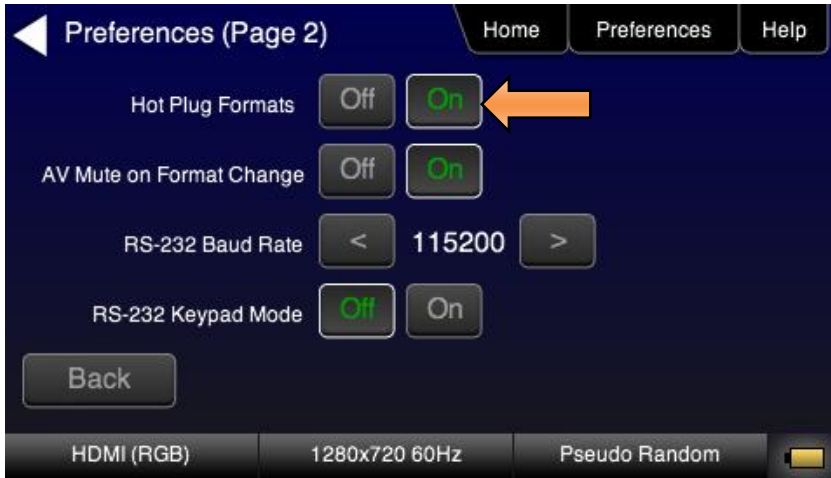 Preferences (Page 2) Home Preferences Help
Hot Plug Formats Off On
AV Mute on Format Change Off On
RS-232 Baud Rate < 115200 >
RS-232 Keypad Mode Off On
Back
HDMI (RGB) 1280x720 60Hz Pseudo Random